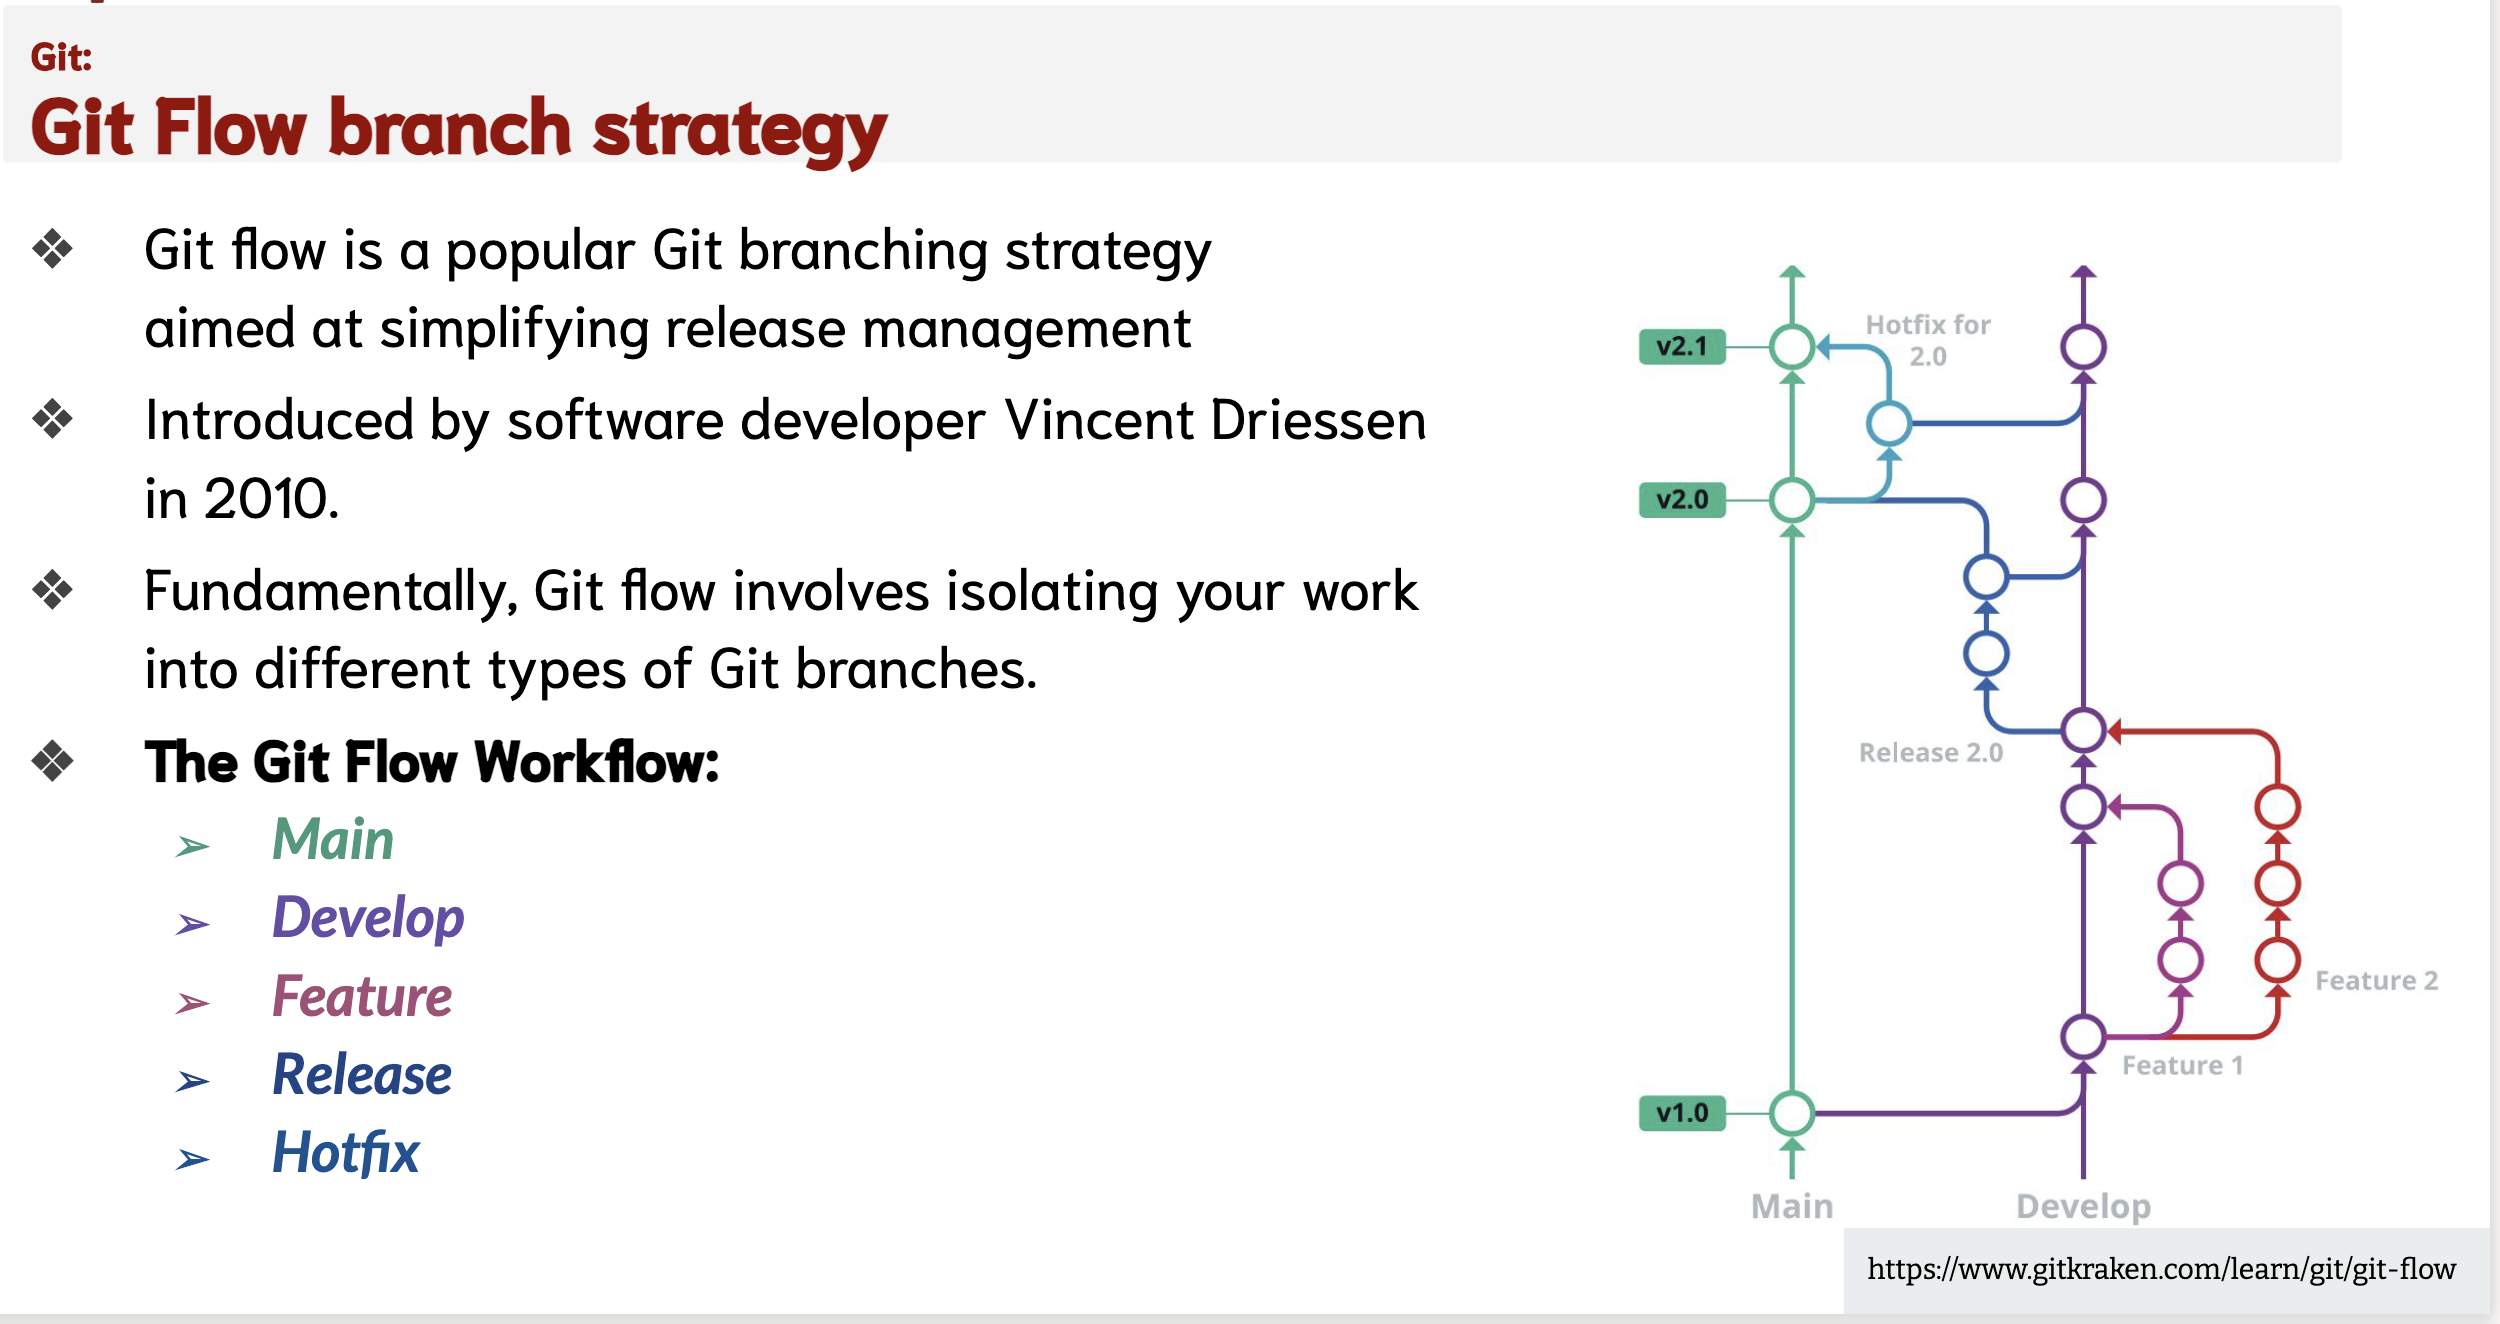 Git:
Git Flow branch strategy
❖ Git flow is a popular Git branching strategy
aimed at simplifying release management
❖ Introduced by software developer Vincent Driessen
in 2010.
❖ Fundamentally, Git flow involves isolating your work
into different types of Git branches.
❖ The Git Flow Workflow:
➢ Main
➢ Develop
➢ Feature
➢ Release
➢ Hotfix
Hotfix for
2.0
v2.1
v2.0
Release 2.0
Feature 2
Feature 1
v1.0
Main
Develop
https://www.gitkraken.com/learn/git/git-flow